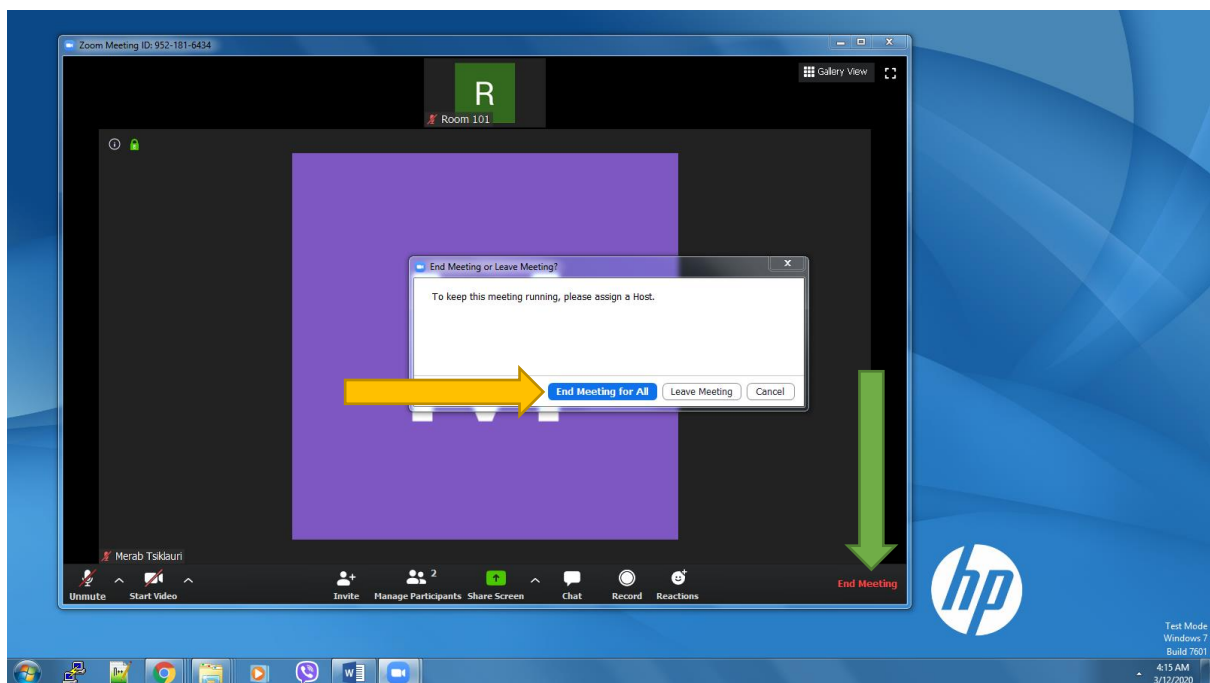 Zoom Meeting ID: 952-181-6434
Gallery View
R
Room 101
End Meeting or Leave Meeting?
To keep this meeting running, please assign a Host.
End Meeting for All
Leave Meeting
Cancel
Merab Tsiklauri
2
Unmute
Start Video
Invite
Manage Participants
Share Screen
Chat
Record
Reactions
End Meeting
hp
Test Mode
Windows 7
Build 7601
W
4:15 AM
3/12/2020